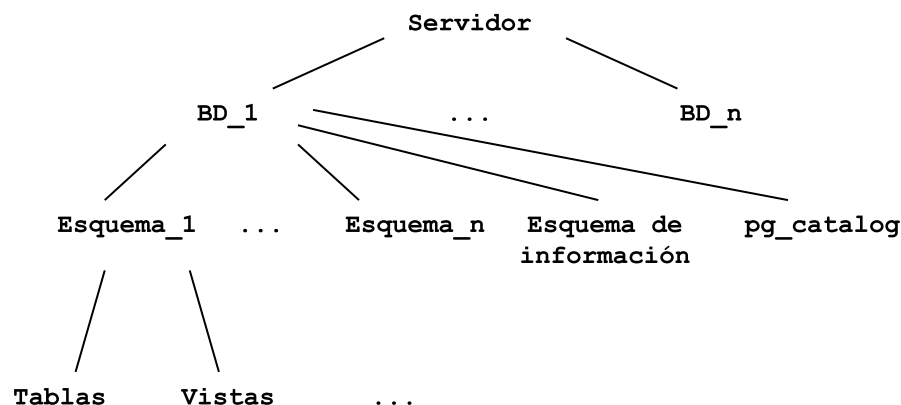 Servidor
BD_1 ... BD_n
Esquema_1 ... Esquema_n Esquema de información pg_catalog
Tablas Vistas ...